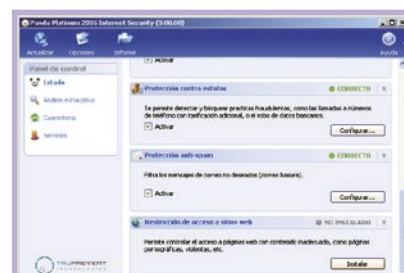 Panda Platinum 2006 Internet Security (9.00.00)
Actualizar Opciones Informe Ayuda
Panel de control
Estado
Análisis exhaustivo
Cuarentena
Servicios
TRUPREVENT
TECHNOLOGIES
Activar
Protección contra estafas CORRECTO
Te permite detectar y bloquear prácticas fraudulentas, como las llamadas a números
de teléfono con tarificación adicional, o el robo de datos bancarios.
Activar
Configurar...
Protección anti-spam CORRECTO
Filtra los mensajes de correo no deseados (correo basura).
Activar
Configurar...
Restricción de acceso a sitios web NO INSTALADO
Permite controlar el acceso a páginas web con contenido inadecuado, como páginas
pornográficas, violentas, etc.
Instalar